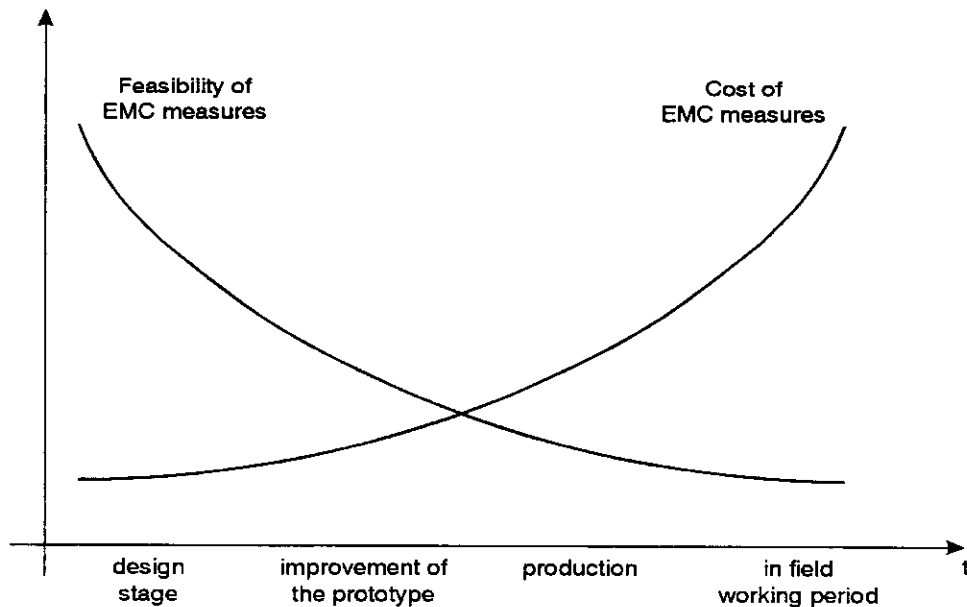 Feasibility of
EMC measures
Cost of
EMC measures
design
stage
improvement of
the prototype
production
in field
working period
t